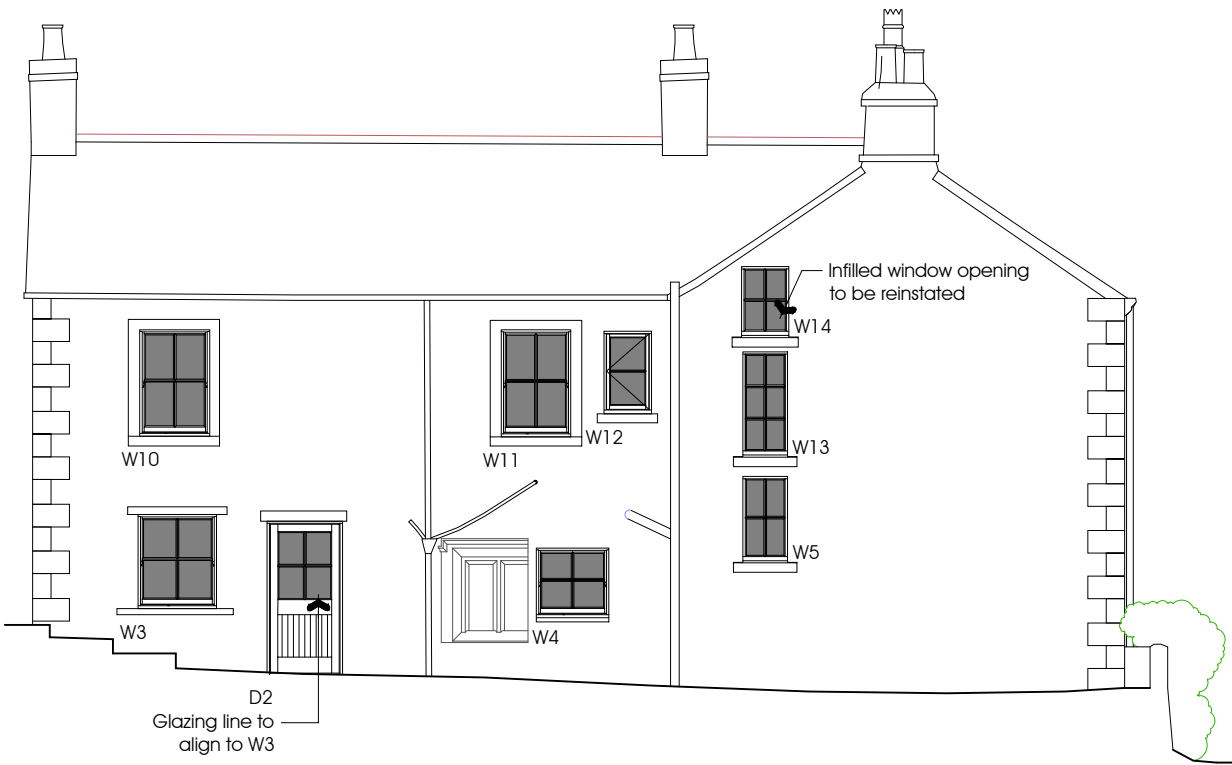 Infilled window opening
to be reinstated
W14
W10
W11
W12
W13
W5
W3
W4
D2
Glazing line to
align to W3